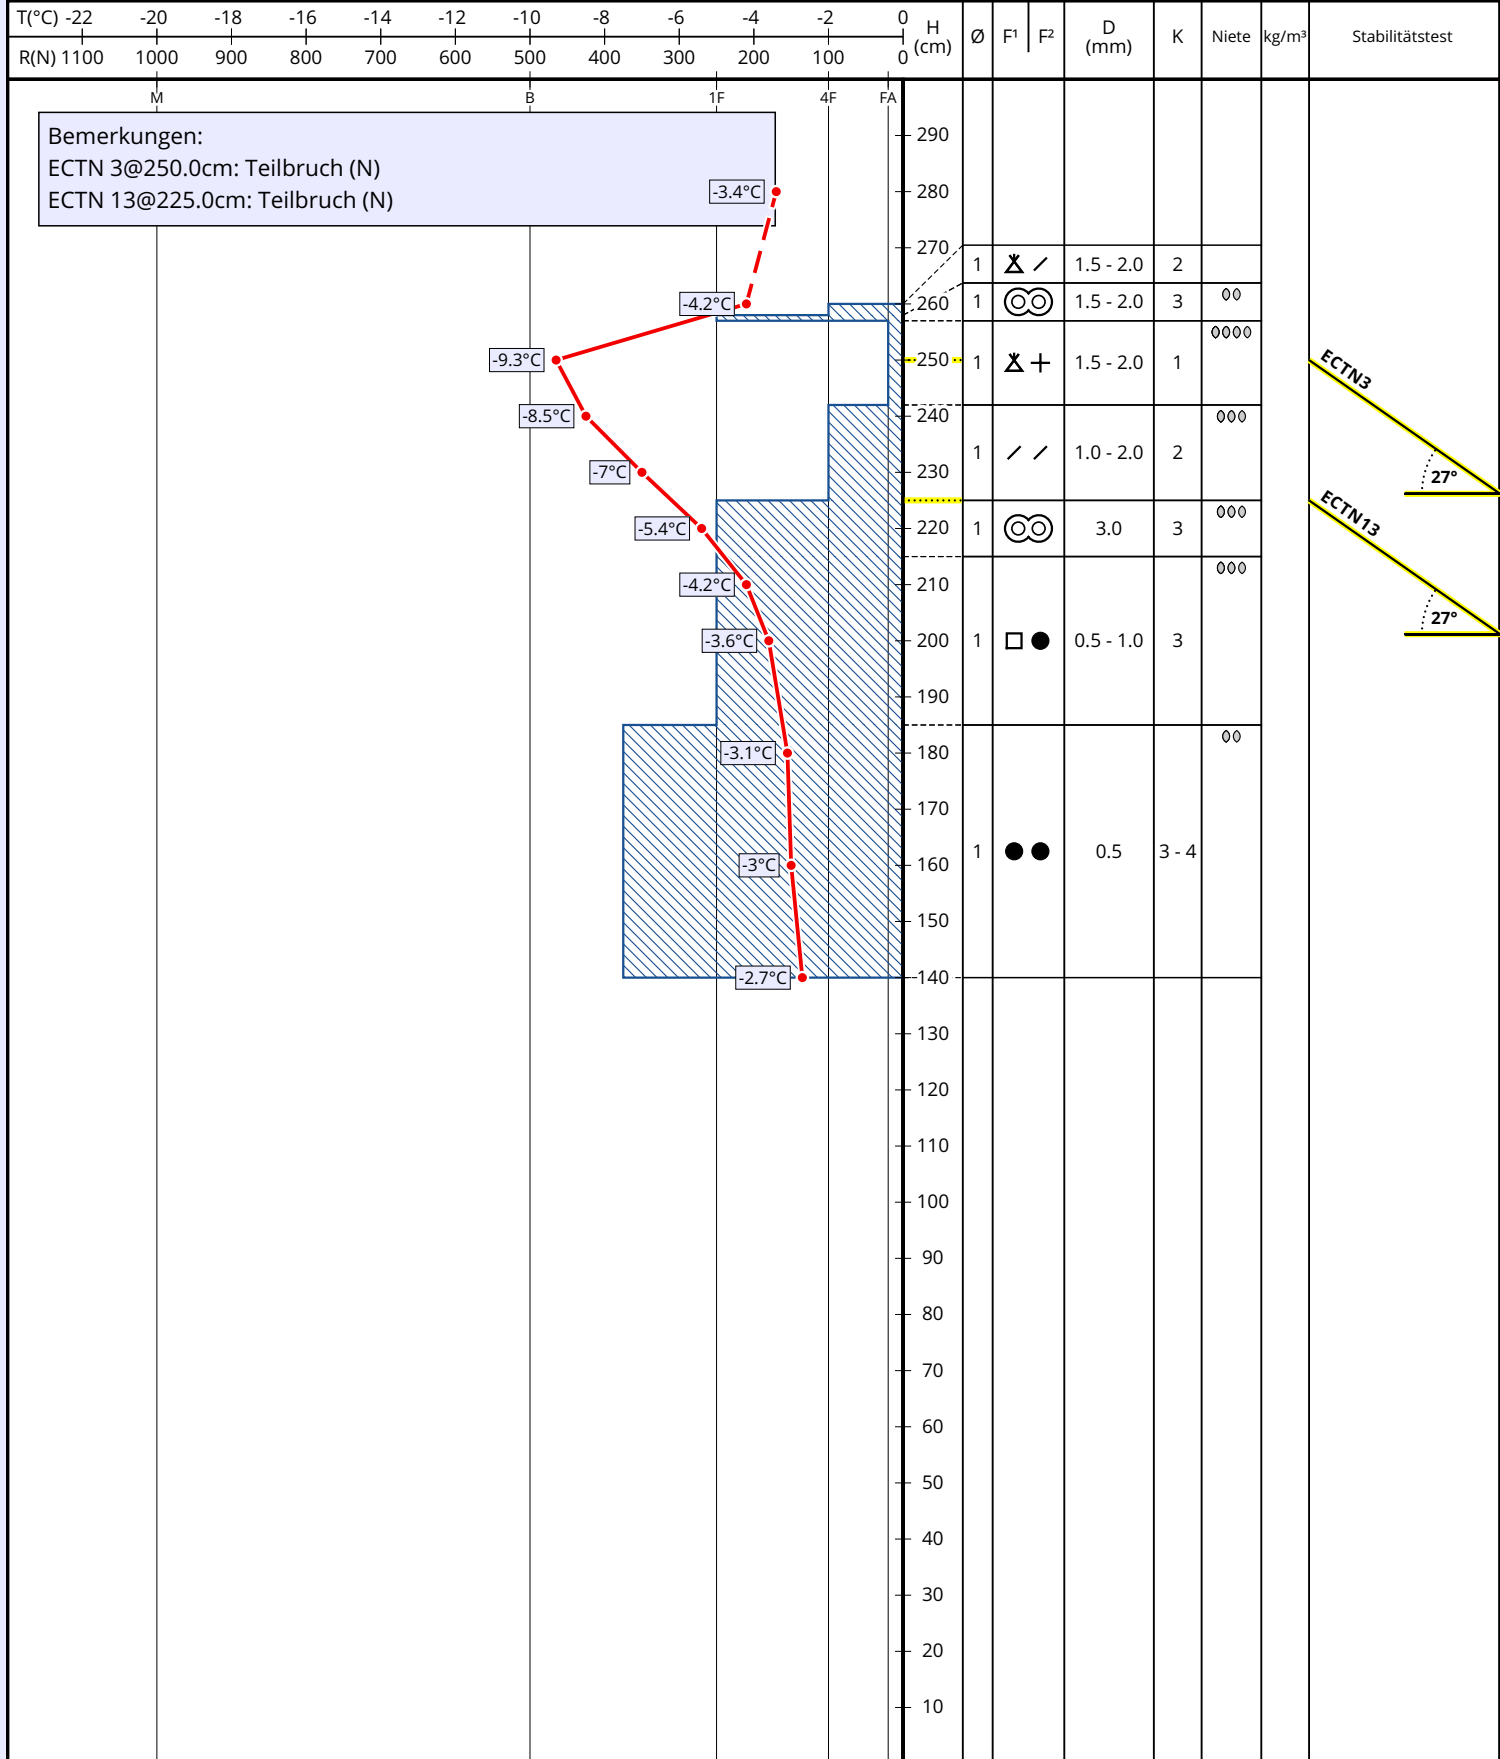 T(°C) -22 -20 -18 -16 -14 -12 -10 -8 -6 -4 -2 0
R(N) 1100 1000 900 800 700 600 500 400 300 200 100 0
H (cm) Ø F¹ F² D (mm) K Niete kg/m³ Stabilitätstest
M B 1F 4F FA
Bemerkungen:
ECTN 3@250.0cm: Teilbruch (N)
ECTN 13@225.0cm: Teilbruch (N)
290
-3.4°C 280
270
1 1.5 - 2.0 2
-4.2°C 260 1 1.5 - 2.0 3
-9.3°C 250 1 1.5 - 2.0 1 ECTN3
-8.5°C 240
1 1.0 - 2.0 2
-7°C 230 27°
ECTN13
-5.4°C 220 1 3.0 3
-4.2°C 210
27°
-3.6°C 200 1 0.5 - 1.0 3
190
-3.1°C 180
170
1 0.5 3 - 4
-3°C 160
150
-2.7°C 140
130
120
110
100
90
80
70
60
50
40
30
20
10